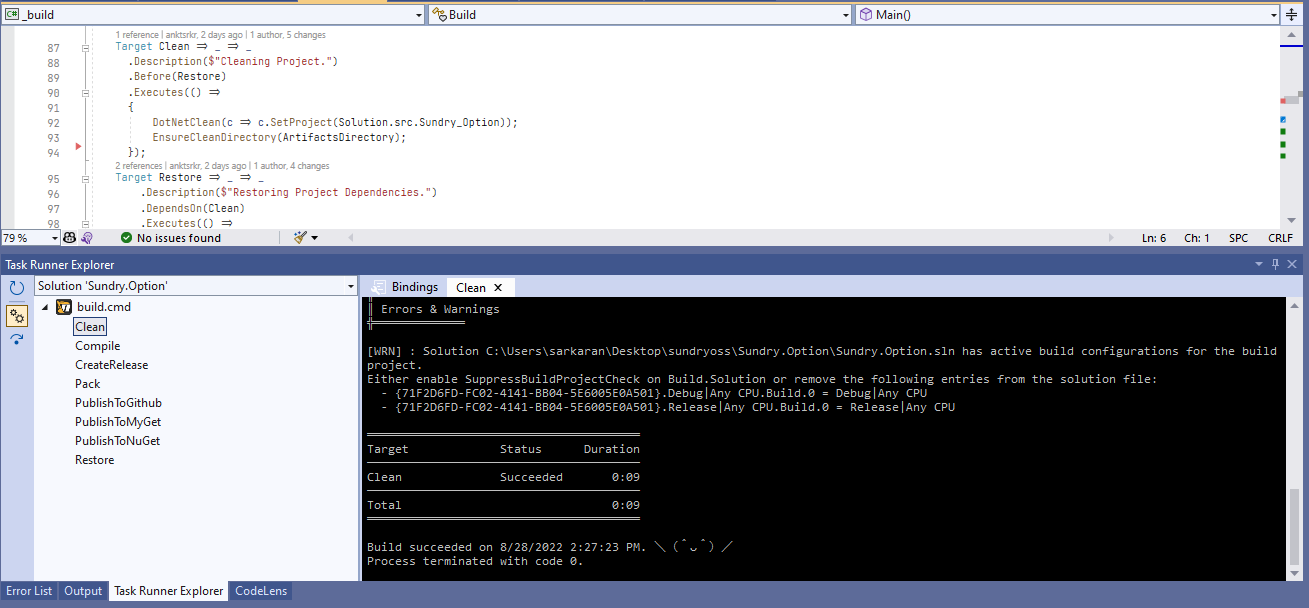 C# _build
Build
Main()
1 reference | anktsrkr, 2 days ago | 1 author, 5 changes
87 Target Clean ⇒ _ ⇒ _
88 .Description($"Cleaning Project.")
89 .Before(Restore)
90 .Executes(() ⇒
91 {
92 DotNetClean(c ⇒ c.SetProject(Solution.src.Sundry_Option));
93 EnsureCleanDirectory(ArtifactsDirectory);
94 });
2 references | anktsrkr, 2 days ago | 1 author, 4 changes
95 Target Restore ⇒ _ ⇒ _
96 .Description($"Restoring Project Dependencies.")
97 .DependsOn(Clean)
98 .Executes(() ⇒
79 %
No issues found
Ln: 6 Ch: 1 SPC CRLF
Task Runner Explorer
Solution 'Sundry.Option'
build.cmd
Clean
Compile
CreateRelease
Pack
PublishToGithub
PublishToMyGet
PublishToNuGet
Restore
Bindings
Clean
Errors & Warnings
[WRN] : Solution C:\Users\sarkaran\Desktop\sundryoss\Sundry.Option\Sundry.Option.sln has active build configurations for the build
project.
Either enable SuppressBuildProjectCheck on Build.Solution or remove the following entries from the solution file:
- {71F2D6FD-FC02-4141-BB04-5E6005E0A501}.Debug|Any CPU.Build.0 = Debug|Any CPU
- {71F2D6FD-FC02-4141-BB04-5E6005E0A501}.Release|Any CPU.Build.0 = Release|Any CPU
Target Status Duration
Clean Succeeded 0:09
Total 0:09
Build succeeded on 8/28/2022 2:27:23 PM. ＼（＾ᴗ＾）／
Process terminated with code 0.
Error List
Output
Task Runner Explorer
CodeLens